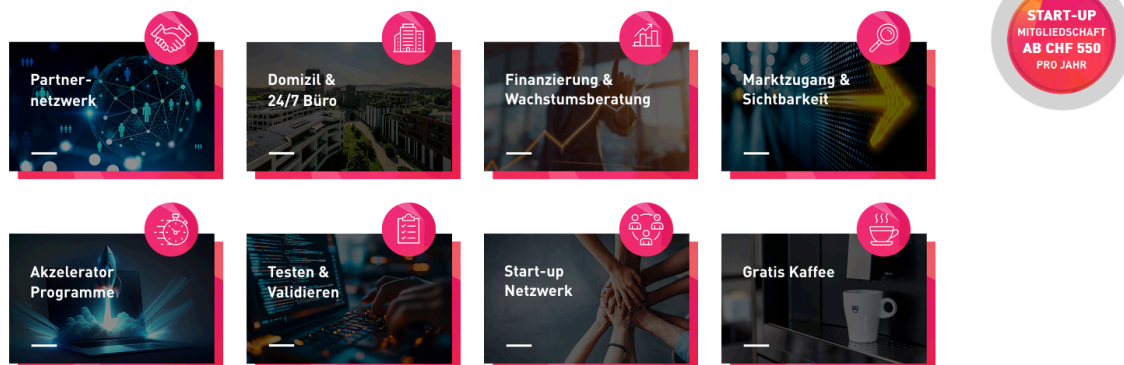 START-UP
MITGLIEDSCHAFT
AB CHF 550
PRO JAHR
Partner-
netzwerk
Domizil &
24/7 Büro
Finanzierung &
Wachstumsberatung
Marktzugang &
Sichtbarkeit
Akzelerator
Programme
Testen &
Validieren
Start-up
Netzwerk
Gratis Kaffee